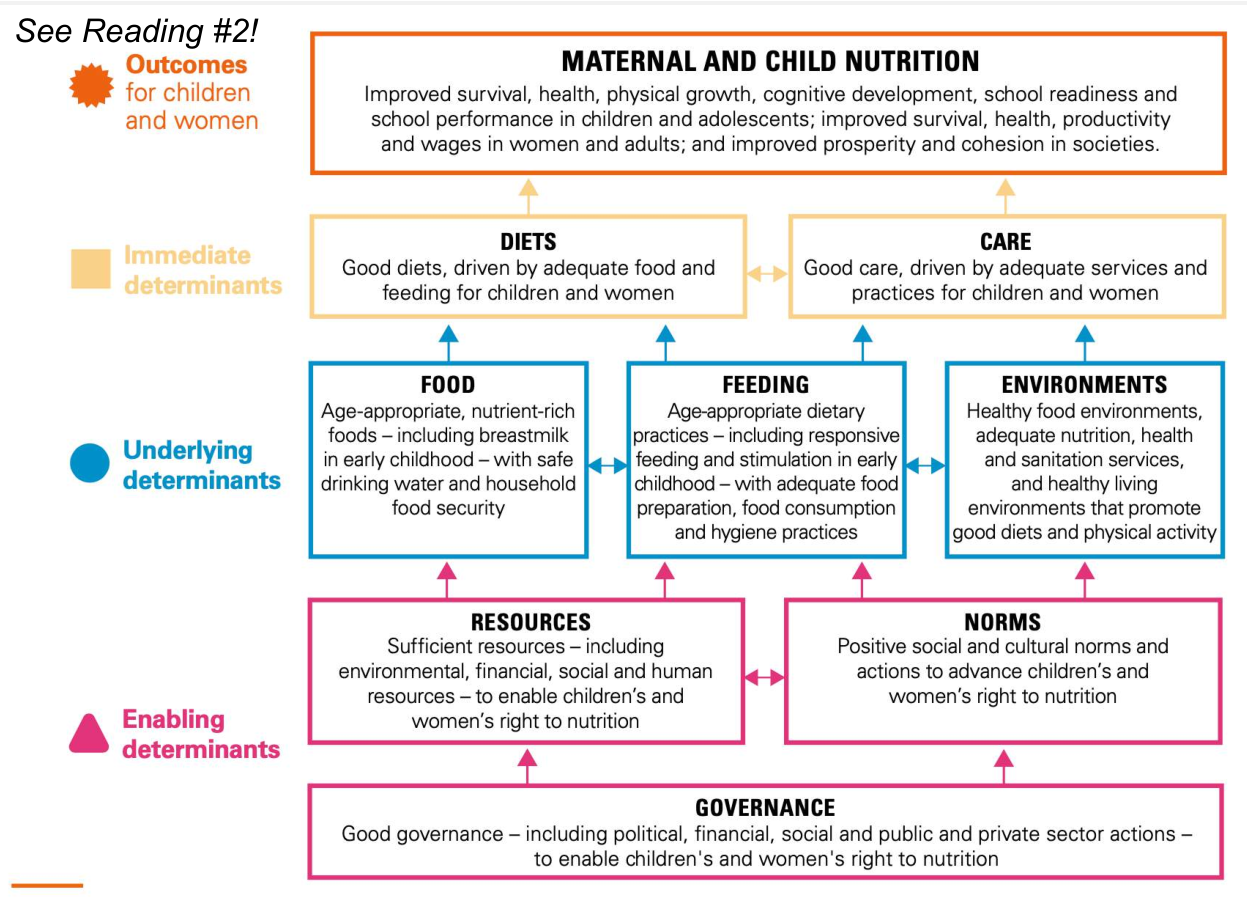 See Reading #2!
Outcomes
for children
and women
MATERNAL AND CHILD NUTRITION
Improved survival, health, physical growth, cognitive development, school readiness and
school performance in children and adolescents; improved survival, health, productivity
and wages in women and adults; and improved prosperity and cohesion in societies.
Immediate
determinants
DIETS
Good diets, driven by adequate food and
feeding for children and women
CARE
Good care, driven by adequate services and
practices for children and women
Underlying
determinants
FOOD
Age-appropriate, nutrient-rich
foods – including breastmilk
in early childhood – with safe
drinking water and household
food security
FEEDING
Age-appropriate dietary
practices – including responsive
feeding and stimulation in early
childhood – with adequate food
preparation, food consumption
and hygiene practices
ENVIRONMENTS
Healthy food environments,
adequate nutrition, health
and sanitation services,
and healthy living
environments that promote
good diets and physical activity
Enabling
determinants
RESOURCES
Sufficient resources – including
environmental, financial, social and human
resources – to enable children’s and
women’s right to nutrition
NORMS
Positive social and cultural norms and
actions to advance children’s and
women’s right to nutrition
GOVERNANCE
Good governance – including political, financial, social and public and private sector actions –
to enable children's and women's right to nutrition